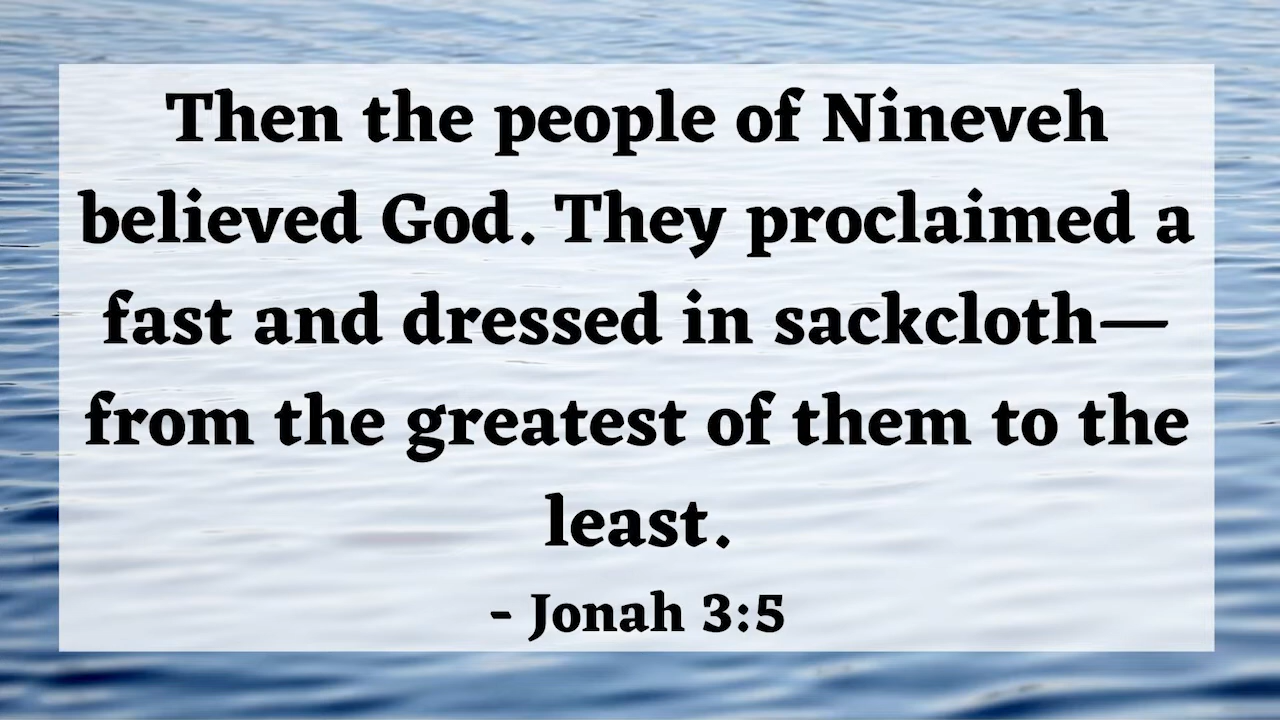 Then the people of Nineveh
believed God. They proclaimed a
fast and dressed in sackcloth—
from the greatest of them to the
least.
- Jonah 3:5